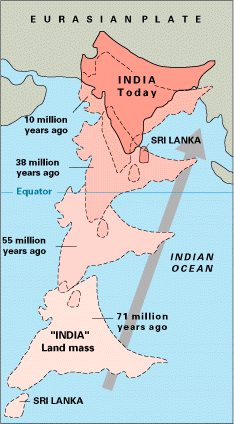 EURASIAN PLATE
INDIA
Today
10 million
years ago
SRI LANKA
38 million
years ago
Equator
55 million
years ago
INDIAN
OCEAN
71 million
years ago
"INDIA"
Land mass
SRI LANKA